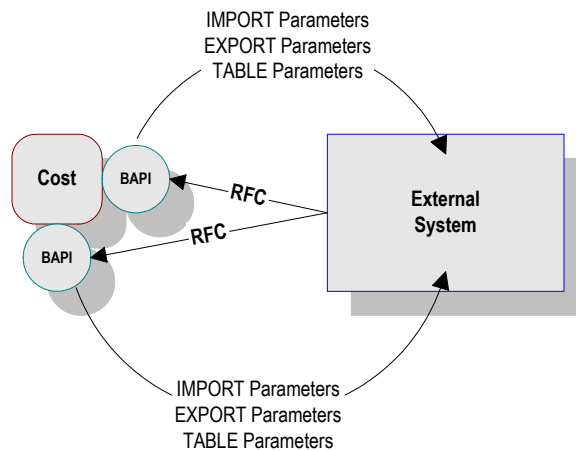 IMPORT Parameters
EXPORT Parameters
TABLE Parameters
Cost
BAPI
RFC
External
System
RFC
BAPI
IMPORT Parameters
EXPORT Parameters
TABLE Parameters